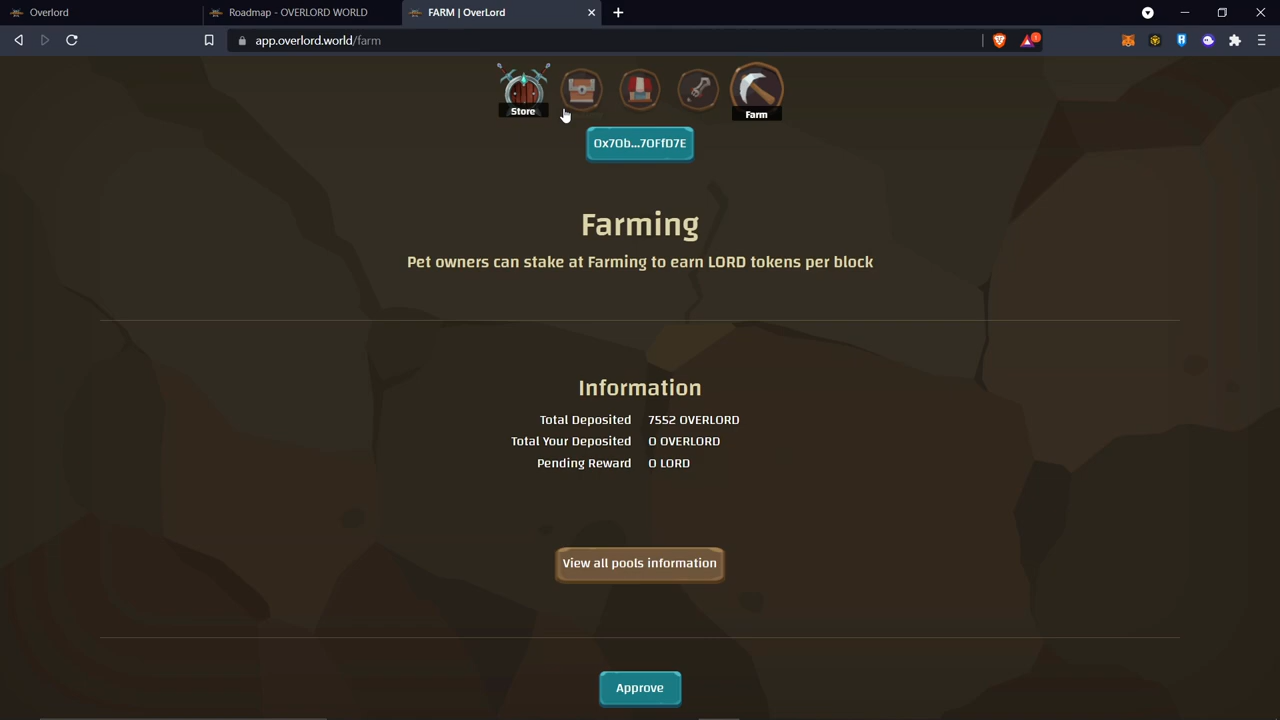 Overlord
Roadmap - OVERLORD WORLD
FARM | OverLord
app.overlord.world/farm
1
Store
Farm
0x70b...70FfD7E
Farming
Pet owners can stake at Farming to earn LORD tokens per block
Information
Total Deposited 7552 OVERLORD
Total Your Deposited 0 OVERLORD
Pending Reward 0 LORD
View all pools information
Approve